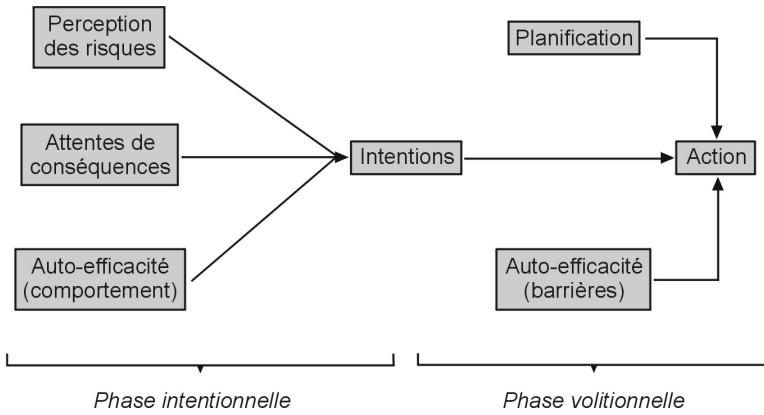 Perception
des risques
Planification
Attentes de
conséquences
Intentions
Action
Auto-efficacité
(comportement)
Auto-efficacité
(barrières)
Phase intentionnelle
Phase volitionnelle